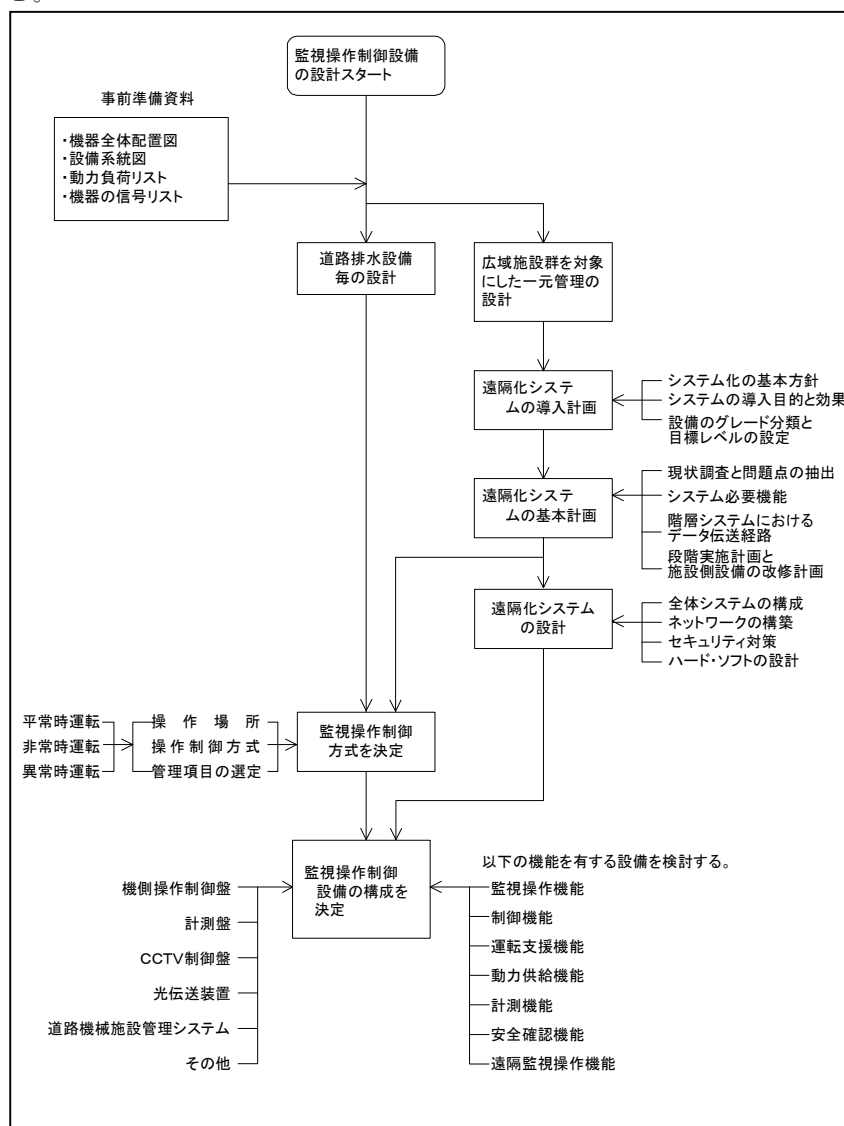 と。
監視操作制御設備
の設計スタート
事前準備資料
・機器全体配置図
・設備系統図
・動力負荷リスト
・機器の信号リスト
道路排水設備
毎の設計
広域施設群を対象
にした一元管理の
設計
遠隔化システ
ムの導入計画
システム化の基本方針
システムの導入目的と効果
設備のグレード分類と
目標レベルの設定
遠隔化システ
ムの基本計画
現状調査と問題点の抽出
システム必要機能
階層システムにおける
データ伝送経路
段階実施計画と
施設側設備の改修計画
遠隔化システム
の設計
全体システムの構成
ネットワークの構築
セキュリティ対策
ハード・ソフトの設計
平常時運転
非常時運転
異常時運転
操作場所
操作制御方式
管理項目の選定
監視操作制御
方式を決定
監視操作制御
設備の構成を
決定
機側操作制御盤
計測盤
CCTV制御盤
光伝送装置
道路機械施設管理システム
その他
以下の機能を有する設備を検討する。
監視操作機能
制御機能
運転支援機能
動力供給機能
計測機能
安全確認機能
遠隔監視操作機能